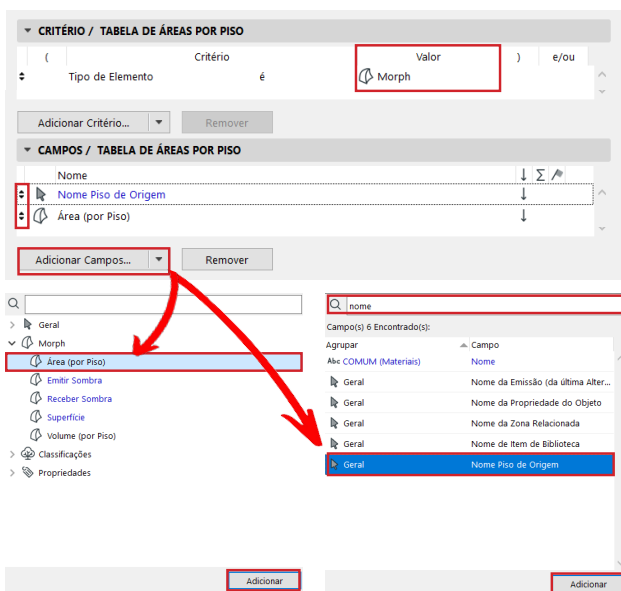 CRITÉRIO / TABELA DE ÁREAS POR PISO
( Critério Valor ) e/ou
Tipo de Elemento é Morph
Adicionar Critério... Remover
CAMPOS / TABELA DE ÁREAS POR PISO
Nome
Nome Piso de Origem
Área (por Piso)
Adicionar Campos... Remover
Geral
Morph
Área (por Piso)
Emitir Sombra
Receber Sombra
Superfície
Volume (por Piso)
Classificações
Propriedades
Adicionar
nome
Campo(s) 6 Encontrado(s):
Agrupar Campo
Abc COMUM (Materiais) Nome
Geral Nome da Emissão (da última Alter...
Geral Nome da Propriedade do Objeto
Geral Nome da Zona Relacionada
Geral Nome de Item de Biblioteca
Geral Nome Piso de Origem
Adicionar